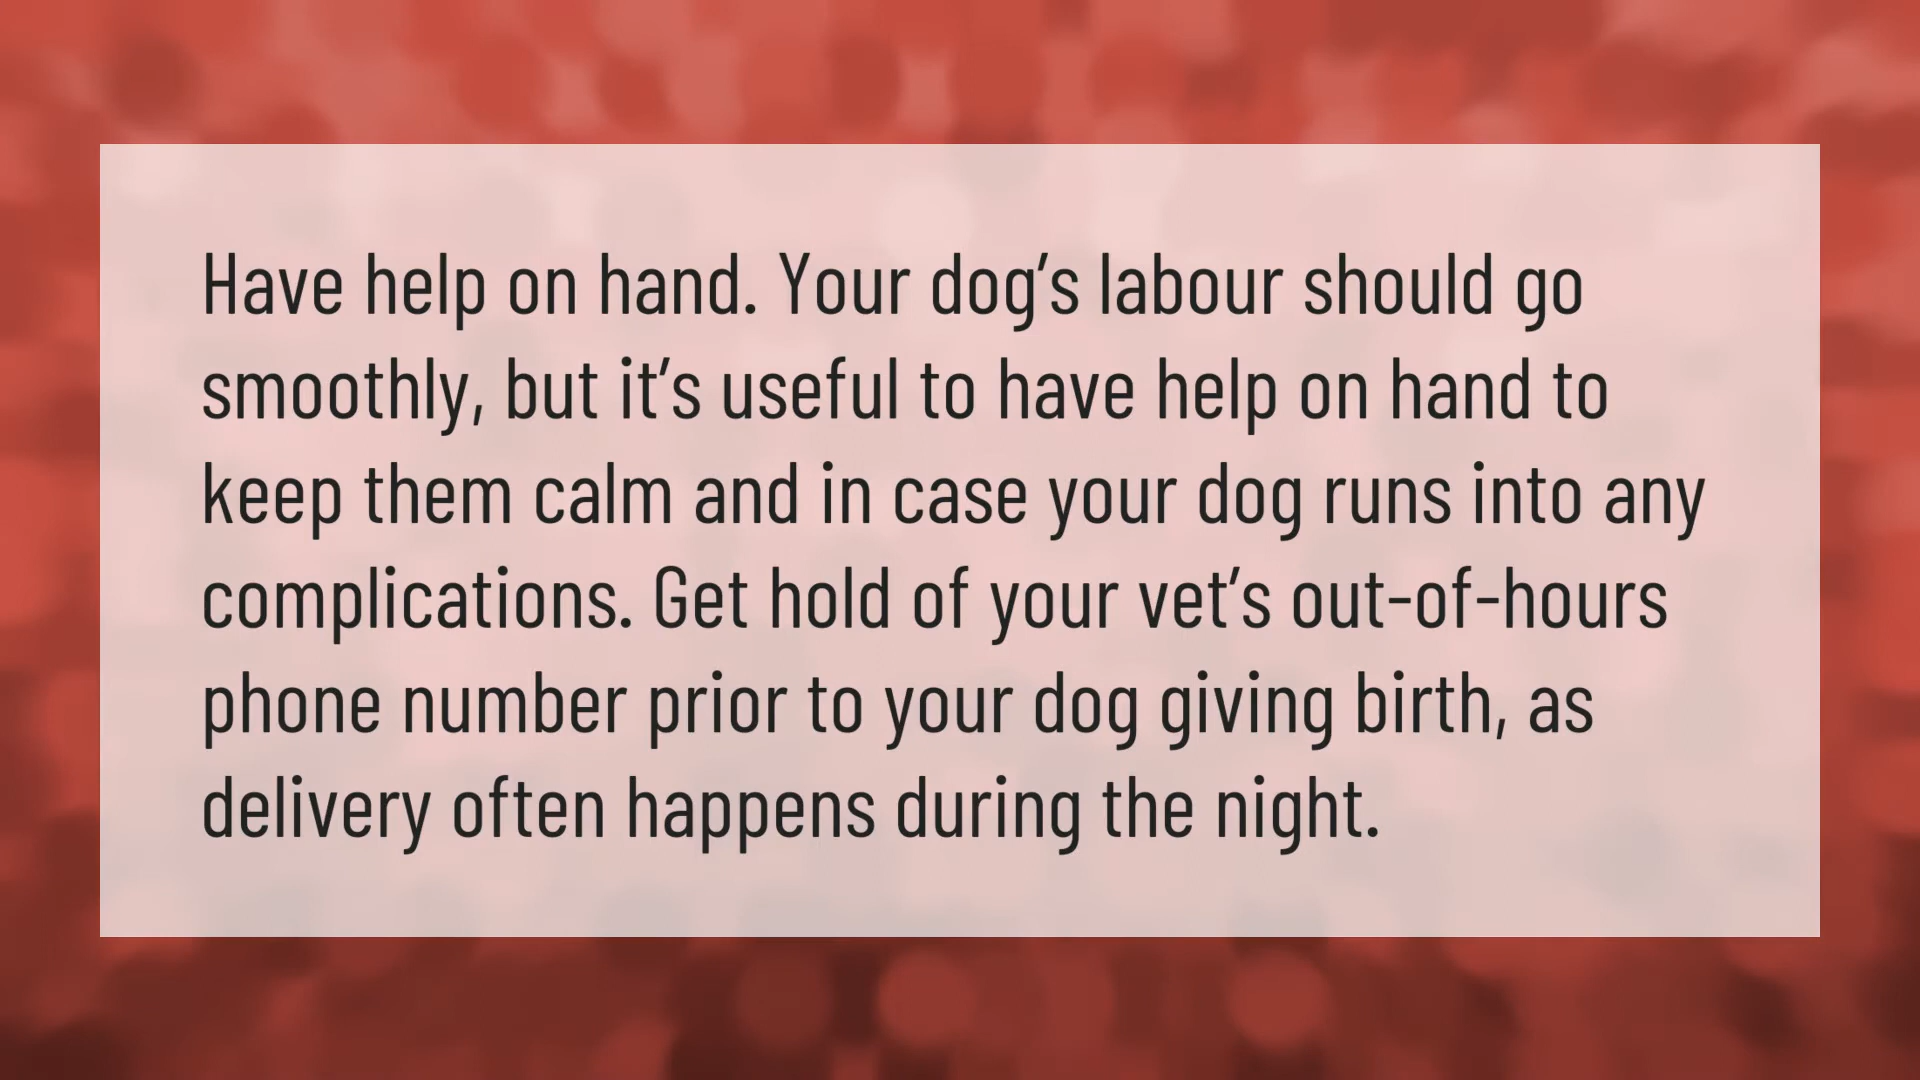 Have help on hand. Your dog’s labour should go
smoothly, but it’s useful to have help on hand to
keep them calm and in case your dog runs into any
complications. Get hold of your vet’s out-of-hours
phone number prior to your dog giving birth, as
delivery often happens during the night.